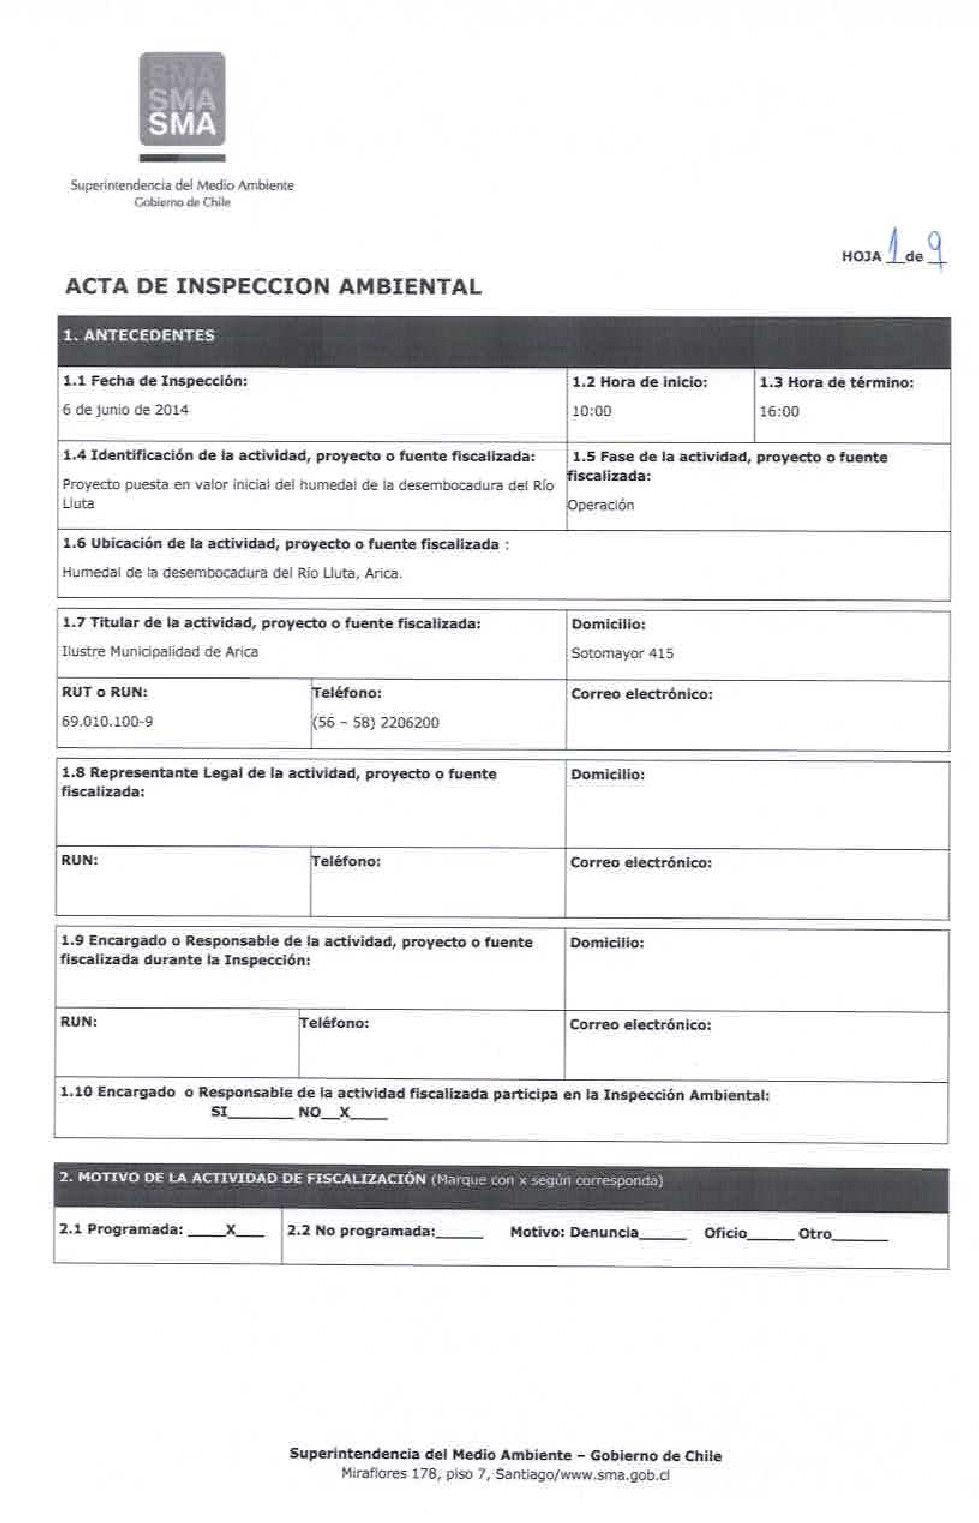 SMA
SMA
SMA
Superintendencia del Medio Ambiente
Gobierno de Chile
HOJA 1 de 9
ACTA DE INSPECCION AMBIENTAL
1. ANTECEDENTES
1.1 Fecha de Inspección:
6 de junio de 2014
1.2 Hora de inicio:
10:00
1.3 Hora de término:
16:00
1.4 Identificación de la actividad, proyecto o fuente fiscalizada:
Proyecto puesta en valor inicial del humedal de la desembocadura del Río
Lluta
1.5 Fase de la actividad, proyecto o fuente
fiscalizada:
Operación
1.6 Ubicación de la actividad, proyecto o fuente fiscalizada :
Humedal de la desembocadura del Río Lluta, Arica.
1.7 Titular de la actividad, proyecto o fuente fiscalizada:
Ilustre Municipalidad de Arica
Domicilio:
Sotomayor 415
RUT o RUN:
69.010.100-9
Teléfono:
(56 – 58) 2206200
Correo electrónico:
1.8 Representante Legal de la actividad, proyecto o fuente
fiscalizada:
Domicilio:
RUN:
Teléfono:
Correo electrónico:
1.9 Encargado o Responsable de la actividad, proyecto o fuente
fiscalizada durante la Inspección:
Domicilio:
RUN:
Teléfono:
Correo electrónico:
1.10 Encargado o Responsable de la actividad fiscalizada participa en la Inspección Ambiental:
SI_______ NO__X____
2. MOTIVO DE LA ACTIVIDAD DE FISCALIZACIÓN (Marque con x según corresponda)
2.1 Programada: ____X___
2.2 No programada:_____ Motivo: Denuncia_____ Oficio_____ Otro______
Superintendencia del Medio Ambiente – Gobierno de Chile
Miraflores 178, piso 7, Santiago/www.sma.gob.cl